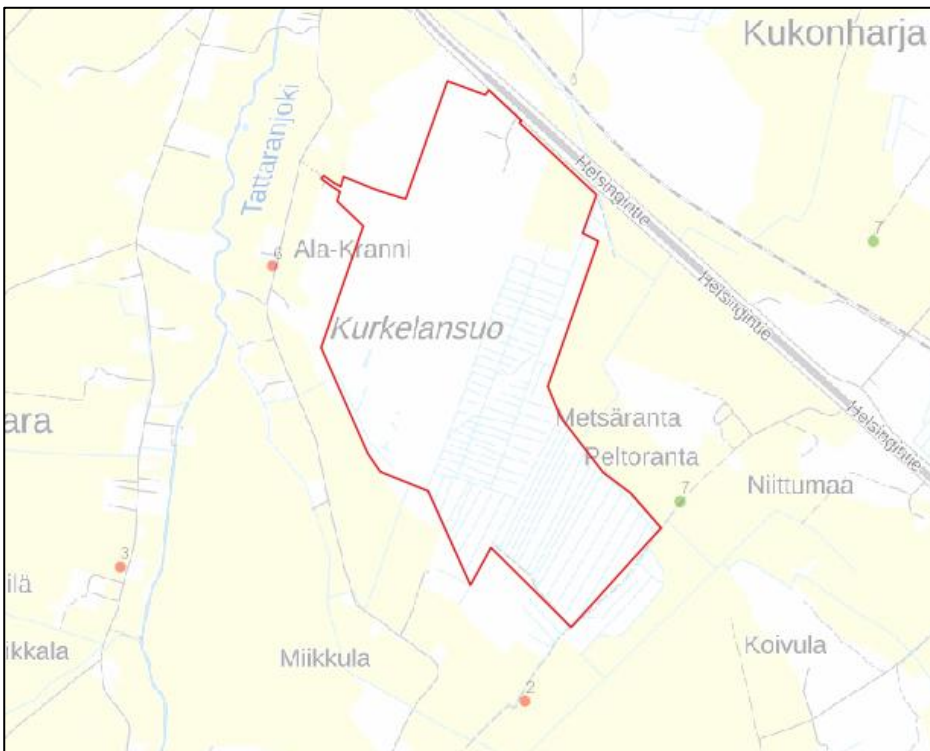 Kukonharja
Tattaranjoki
Helsingintie
7
6
Ala-Kranni
Helsingintie
Kurkelansuo
Helsingintie
ara
Metsäranta
Peltoranta
7
Niittumaa
3
ilä
ikkala
Miikkula
Koivula
2